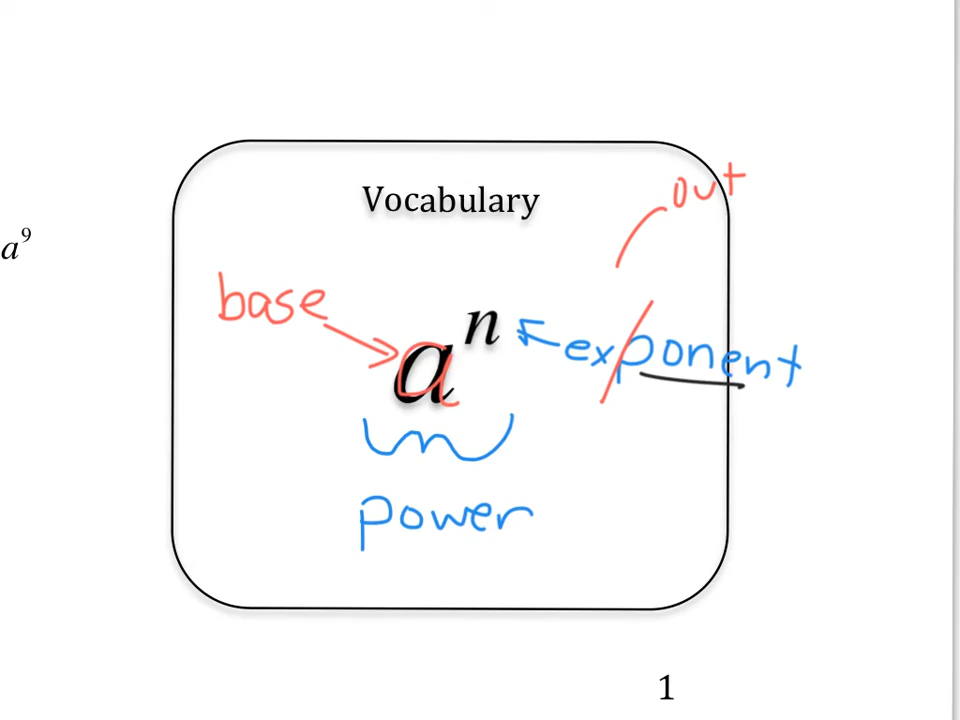 Vocabulary
out
a⁹
base
aⁿ
exponent
power
1